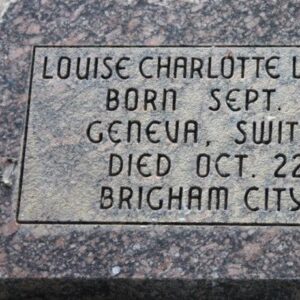 LOUISE CHARLOTTE L
BORN SEPT.
GENEVA, SWIT
DIED OCT. 22
BRIGHAM CITY